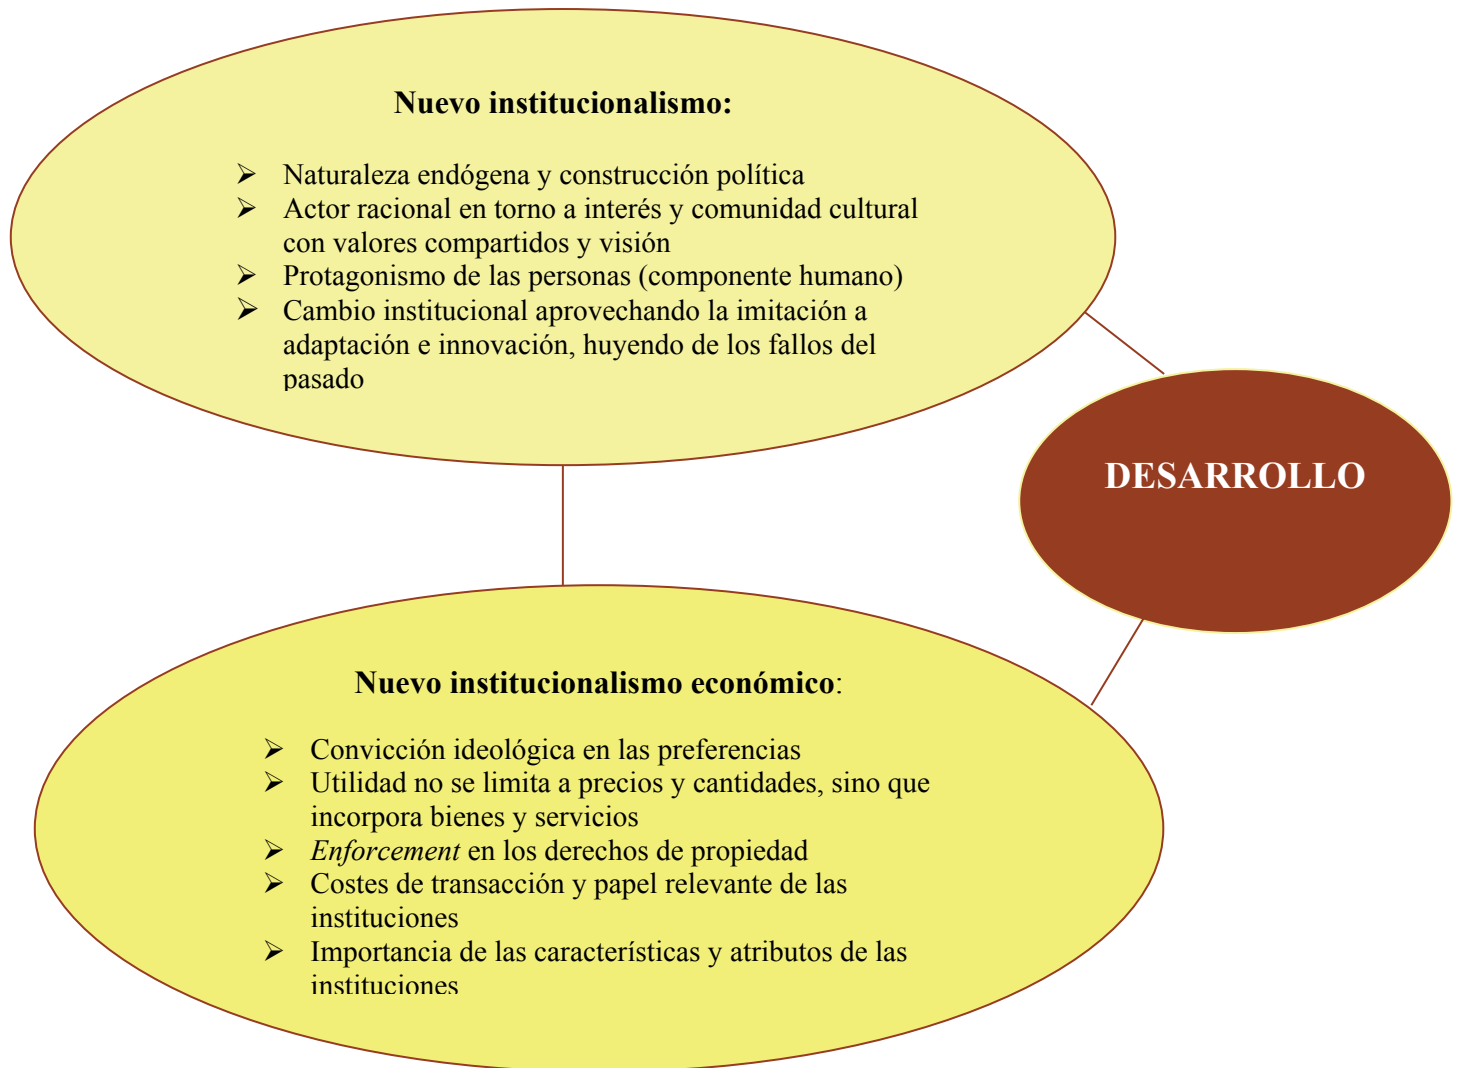 Nuevo institucionalismo:
➢ Naturaleza endógena y construcción política
➢ Actor racional en torno a interés y comunidad cultural
con valores compartidos y visión
➢ Protagonismo de las personas (componente humano)
➢ Cambio institucional aprovechando la imitación a
adaptación e innovación, huyendo de los fallos del
pasado
DESARROLLO
Nuevo institucionalismo económico:
➢ Convicción ideológica en las preferencias
➢ Utilidad no se limita a precios y cantidades, sino que
incorpora bienes y servicios
➢ Enforcement en los derechos de propiedad
➢ Costes de transacción y papel relevante de las
instituciones
➢ Importancia de las características y atributos de las
instituciones